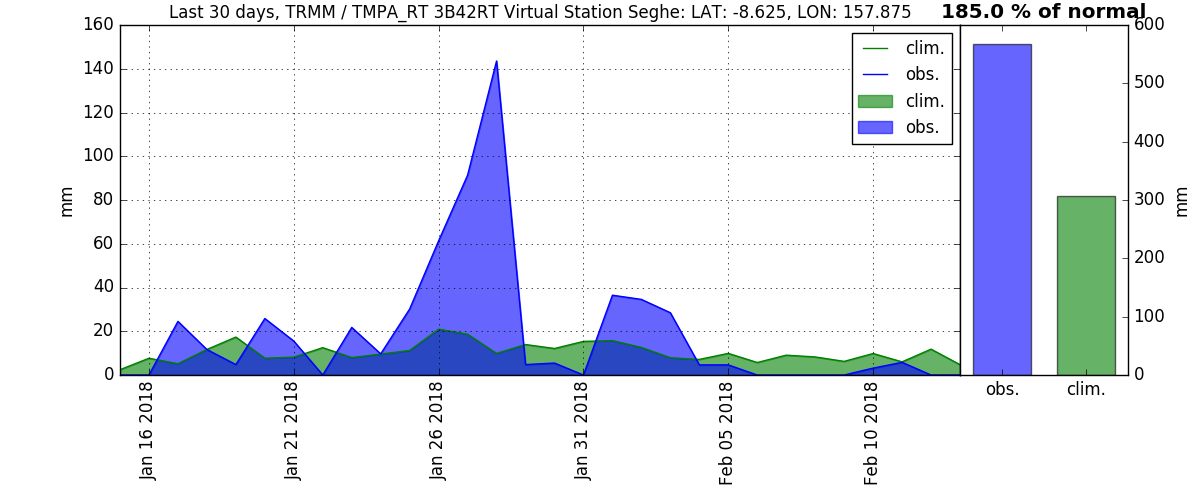 Last 30 days, TRMM / TMPA_RT 3B42RT Virtual Station Seghe: LAT: -8.625, LON: 157.875
185.0 % of normal
160
140
120
100
80
60
40
20
0
mm
clim.
obs.
clim.
obs.
Jan 16 2018
Jan 21 2018
Jan 26 2018
Jan 31 2018
Feb 05 2018
Feb 10 2018
600
500
400
300
200
100
0
mm
obs.
clim.